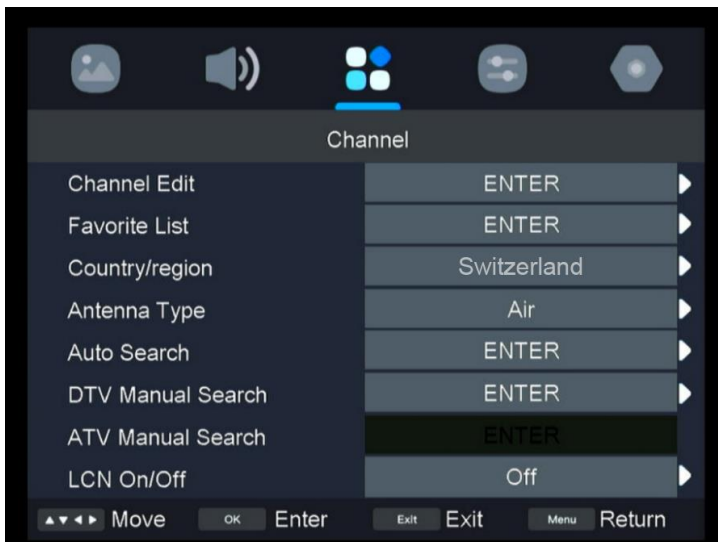 Channel
Channel Edit ENTER
Favorite List ENTER
Country/region Switzerland
Antenna Type Air
Auto Search ENTER
DTV Manual Search ENTER
ATV Manual Search ENTER
LCN On/Off Off
Move OK Enter Exit Exit Menu Return